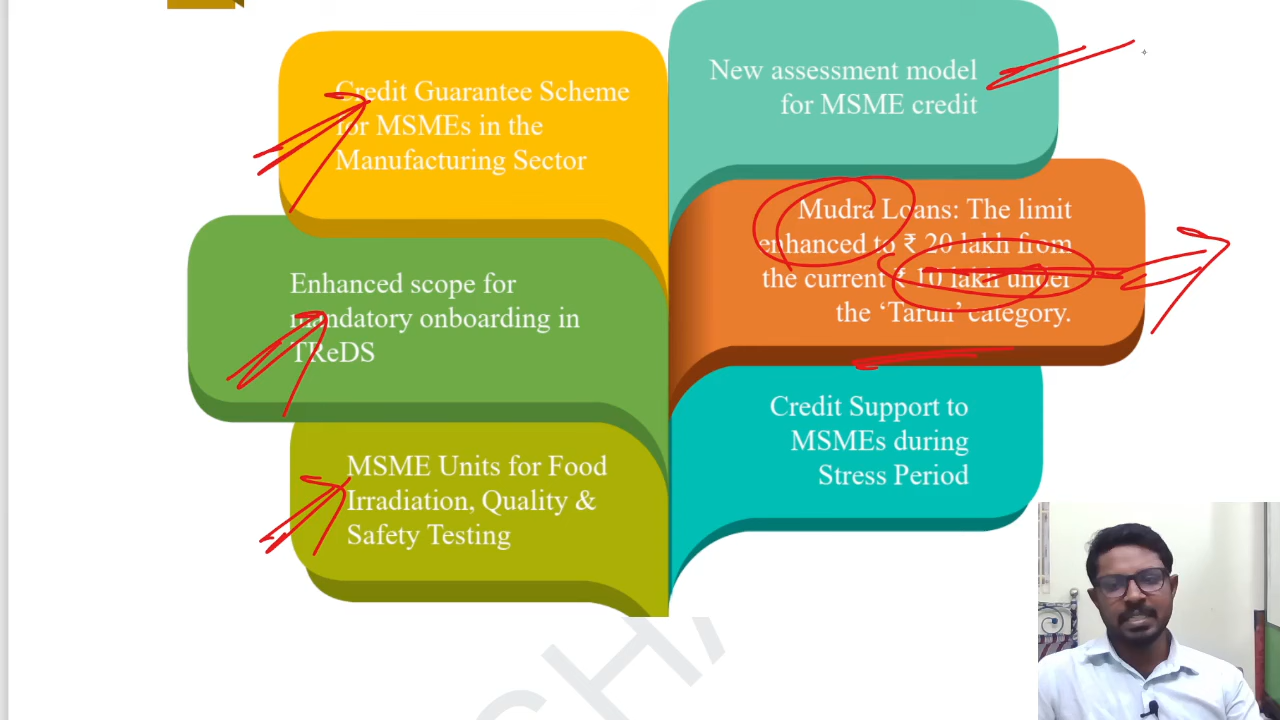 Credit Guarantee Scheme
for MSMEs in the
Manufacturing Sector
New assessment model
for MSME credit
Mudra Loans: The limit
enhanced to ₹ 20 lakh from
the current ₹ 10 lakh under
the ‘Tarun’ category.
Enhanced scope for
mandatory onboarding in
TReDS
Credit Support to
MSMEs during
Stress Period
MSME Units for Food
Irradiation, Quality &
Safety Testing